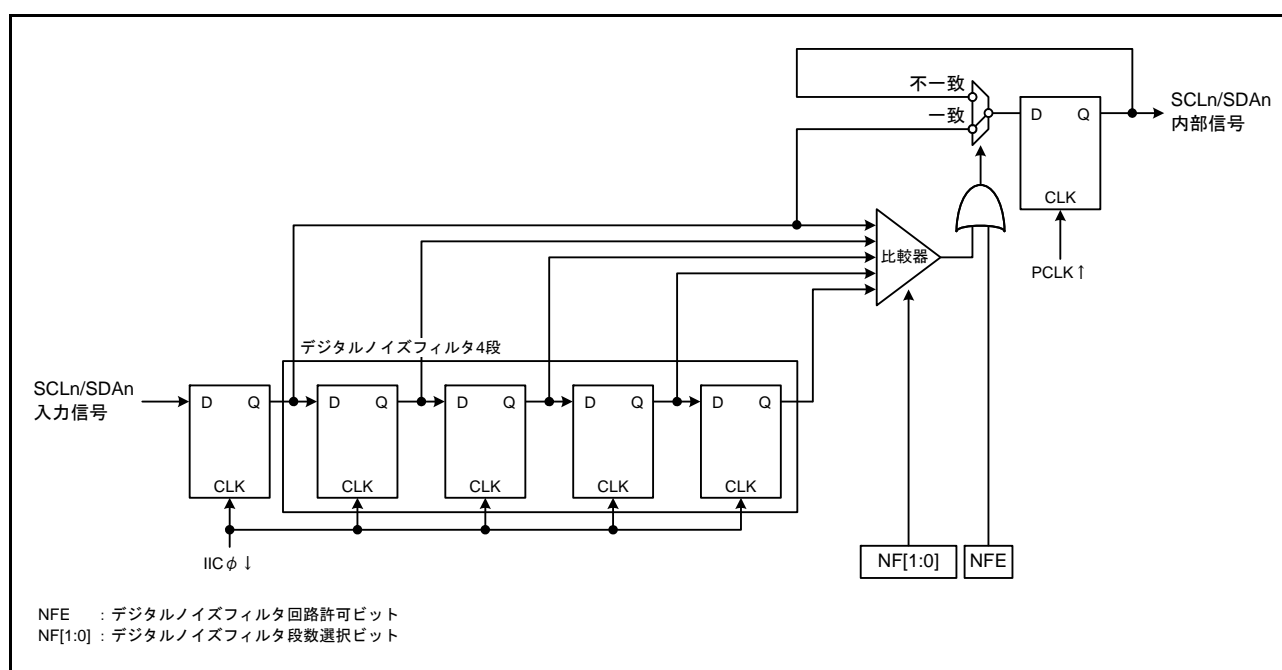 不一致
一致
D Q
CLK
SCLn/SDAn
内部信号
PCLK↑
比較器
デジタルノイズフィルタ4段
SCLn/SDAn
入力信号
D Q
CLK
D Q
CLK
D Q
CLK
D Q
CLK
D Q
CLK
IICφ↓
NF[1:0]
NFE
NFE : デジタルノイズフィルタ回路許可ビット
NF[1:0] : デジタルノイズフィルタ段数選択ビット